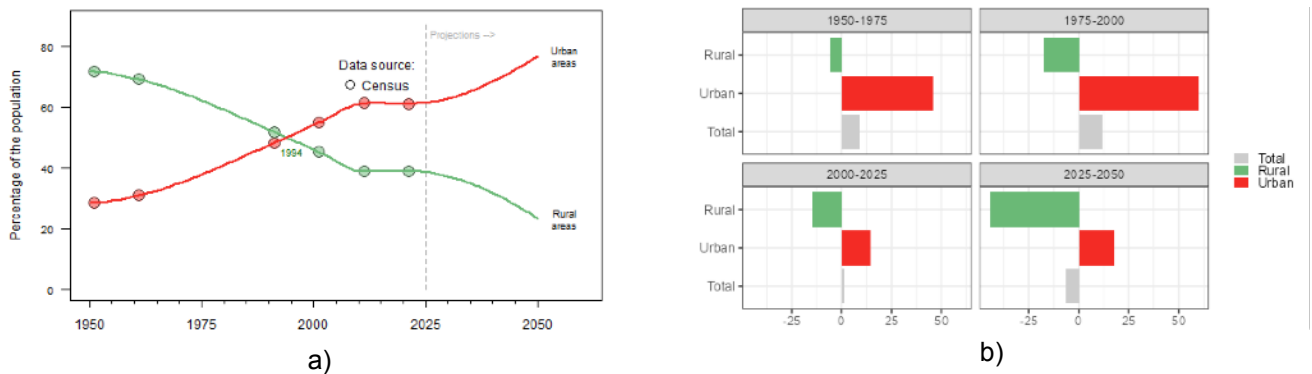 Percentage of the population
80
60
40
20
0
1950
1975
2000
2025
2050
Projections -->
Data source:
Census
1994
Urban
areas
Rural
areas
a)
1950-1975
1975-2000
Rural
Urban
Total
2000-2025
2025-2050
Rural
Urban
Total
-25
0
25
50
-25
0
25
50
Total
Rural
Urban
b)